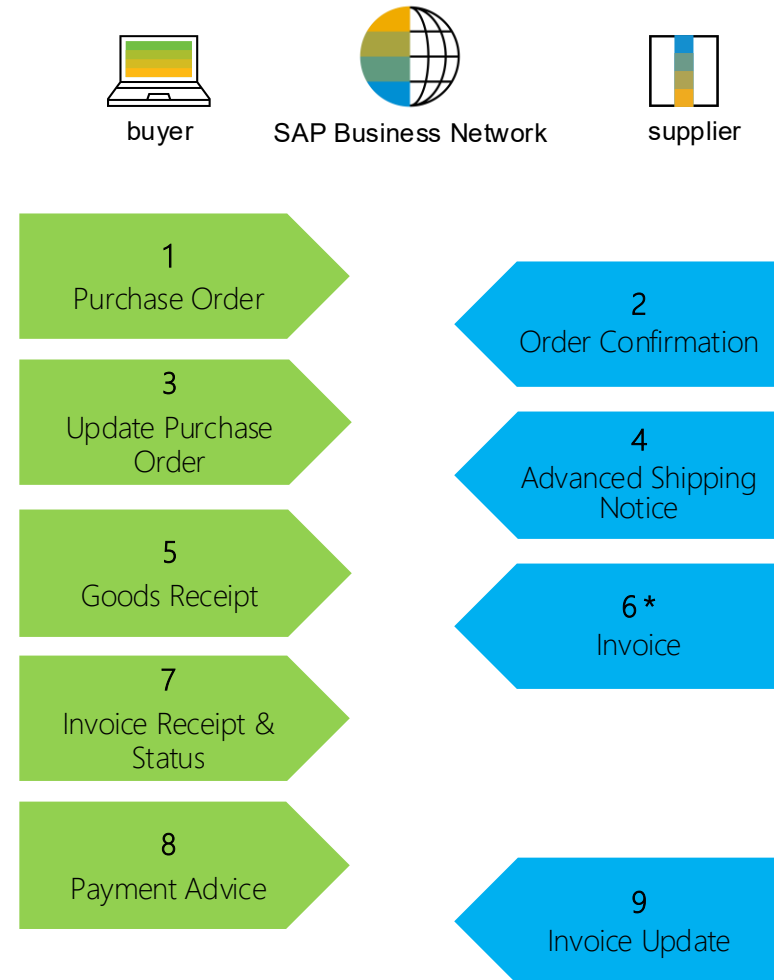 buyer
SAP Business Network
supplier
1
Purchase Order
2
Order Confirmation
3
Update Purchase
Order
4
Advanced Shipping
Notice
5
Goods Receipt
6 *
Invoice
7
Invoice Receipt &
Status
8
Payment Advice
9
Invoice Update